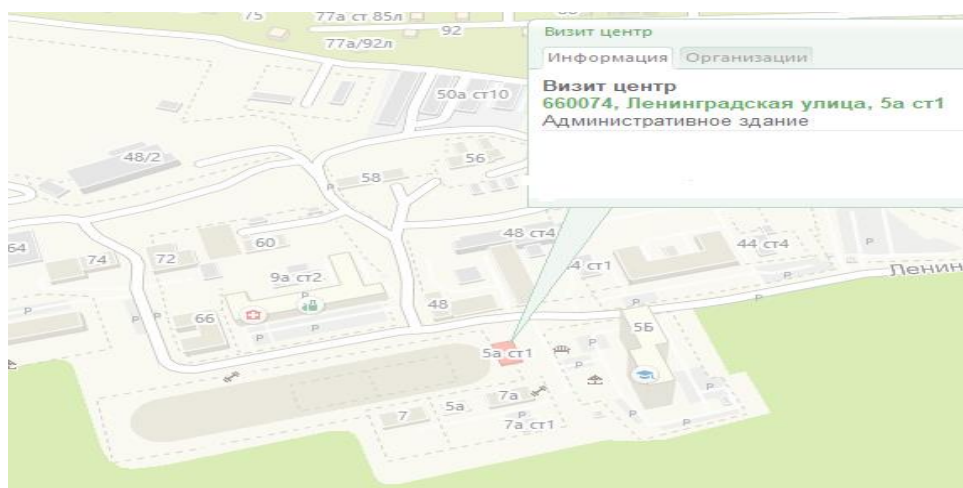 75
77а ст 85л
92
77а/92л
Визит центр
Информация Организации
Визит центр
660074, Ленинградская улица, 5а ст1
Административное здание
50а ст10
48/2
56
58
Р
48 ст4
64
74
72
60
44 ст4
Р
4 ст1
9а ст2
Р
Ленин
Р
48
Р
Р
Р
66
Р
Р
5Б
Р
5а ст1
Р
7а
5а
7
Р
7а ст1
Р
Р
Р